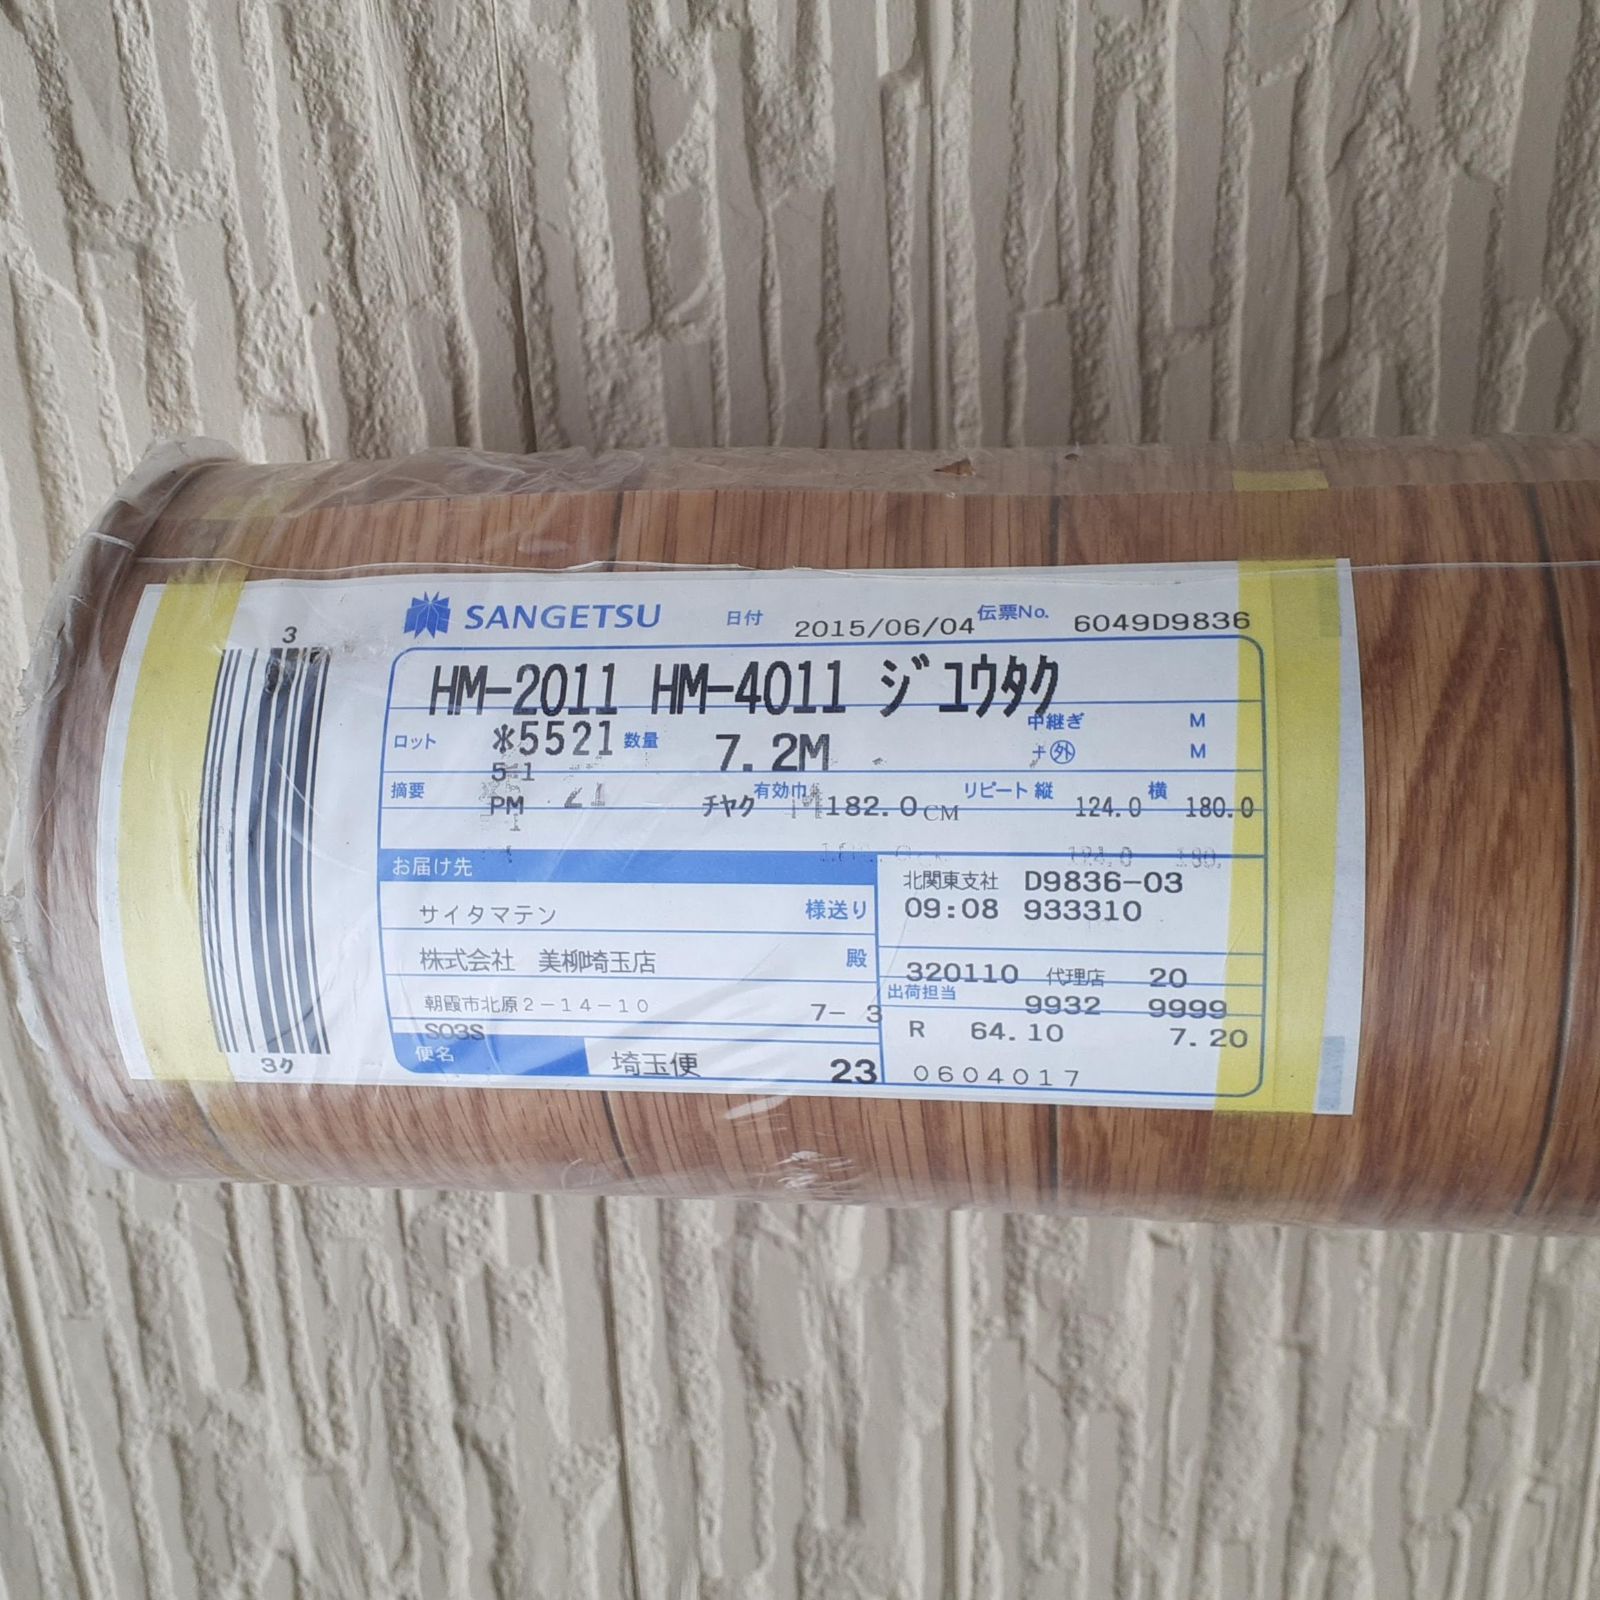 3
SANGETSU 日付 2015/06/04 伝票No. 6049D9836
HM-2011 HM-4011 ジュウタク
中継ぎ M
ロット *5521 数量 7.2M
+外 M
5-1
摘要 PM 21 チヤク 有効巾 182.0CM リピート 縦 124.0 横 180.0
お届け先
北関東支社 D9836-03
サイタマテン 様送り
09:08 933310
株式会社 美柳埼玉店 殿
320110 代理店 20
朝霞市北原2-14-10 7- 3
出荷担当 9932 9999
S03S
R 64.10 7.20
便名 埼玉便 23
0604017
3ク